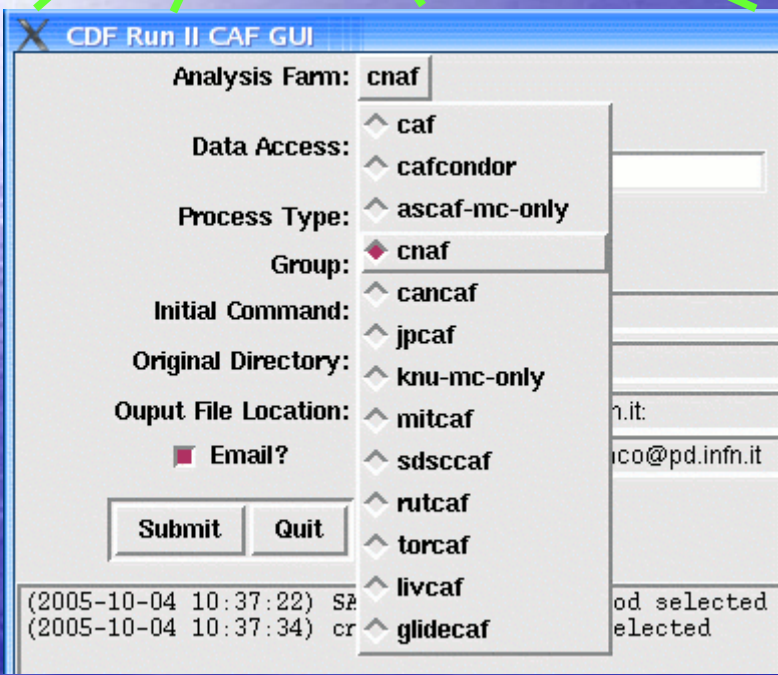 CDF Run II CAF GUI
Analysis Farm: cnaf
caf
Data Access:
cafcondor
Process Type:
ascaf-mc-only
cnaf
Group:
cancaf
Initial Command:
jpcaf
Original Directory:
knu-mc-only
Ouput File Location:
mitcaf
n.it:
Email?
sdsccaf
co@pd.infn.it
rutcaf
Submit Quit
torcaf
livcaf
(2005-10-04 10:37:22) od selected
(2005-10-04 10:37:34) elected
glidecaf